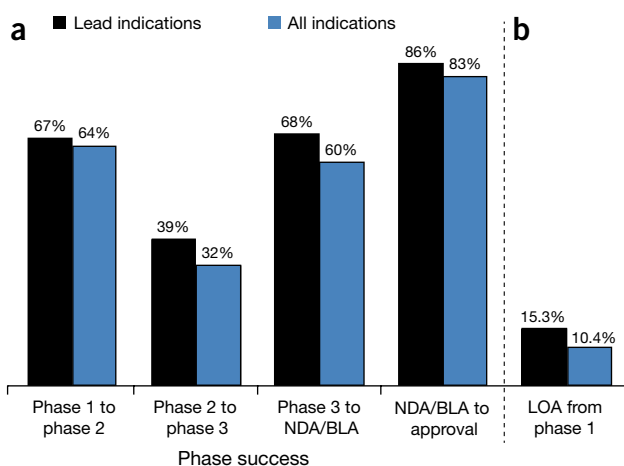 a
Lead indications
All indications
b
67%
64%
39%
32%
68%
60%
86%
83%
15.3%
10.4%
Phase 1 to
phase 2
Phase 2 to
phase 3
Phase 3 to
NDA/BLA
NDA/BLA to
approval
LOA from
phase 1
Phase success